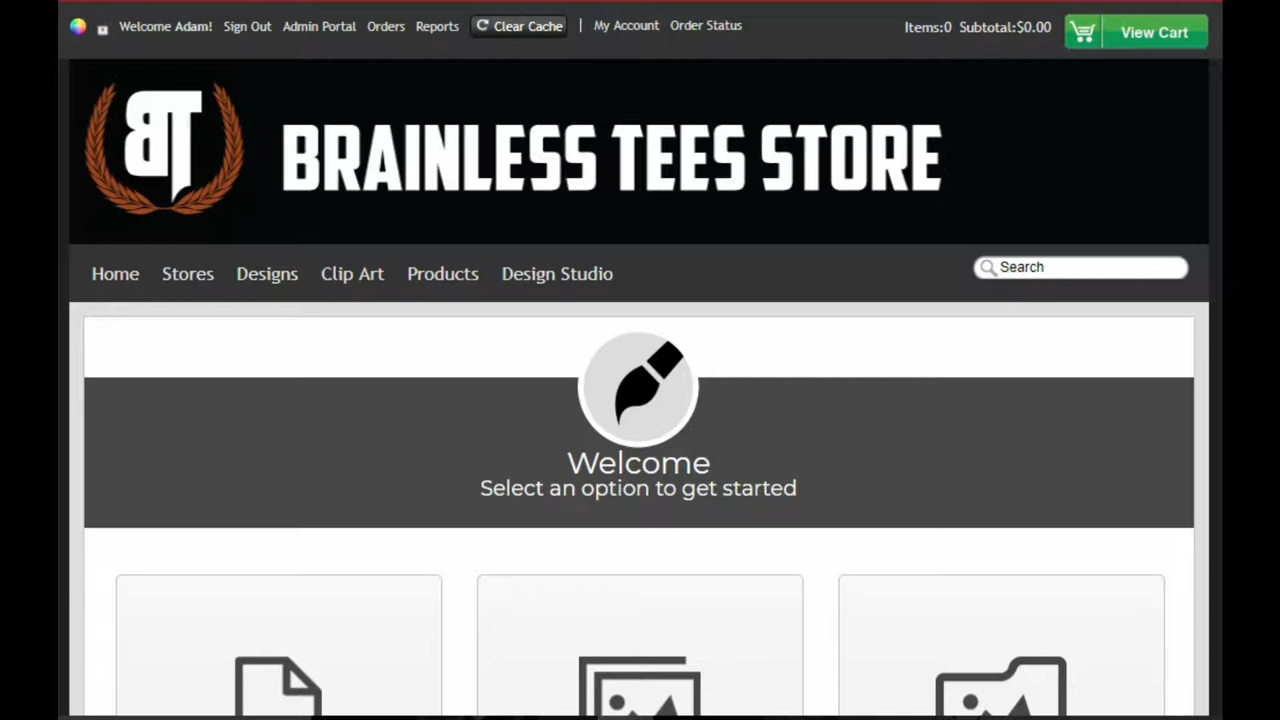 Welcome Adam! Sign Out Admin Portal Orders Reports Clear Cache | My Account Order Status Items:0 Subtotal:$0.00 View Cart
BT BRAINLESS TEES STORE
Home Stores Designs Clip Art Products Design Studio Search
Welcome
Select an option to get started